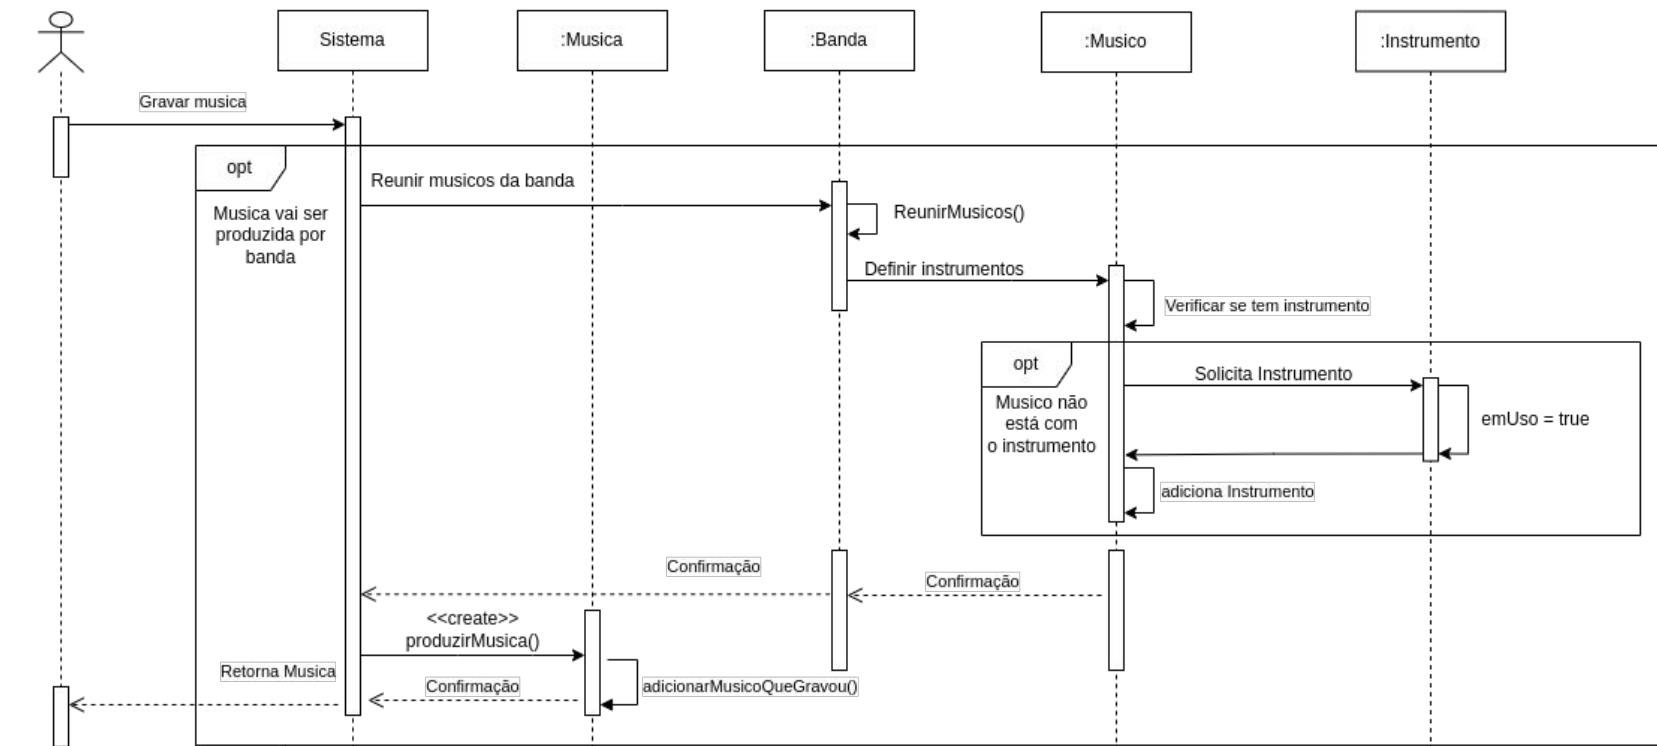 Sistema
:Musica
:Banda
:Musico
:Instrumento
Gravar musica
opt
Musica vai ser
produzida por
banda
Reunir musicos da banda
ReunirMusicos()
Definir instrumentos
Verificar se tem instrumento
opt
Musico não
está com
o instrumento
Solicita Instrumento
emUso = true
adiciona Instrumento
Confirmação
Confirmação
<<create>>
produzirMusica()
Retorna Musica
Confirmação
adicionarMusicoQueGravou()